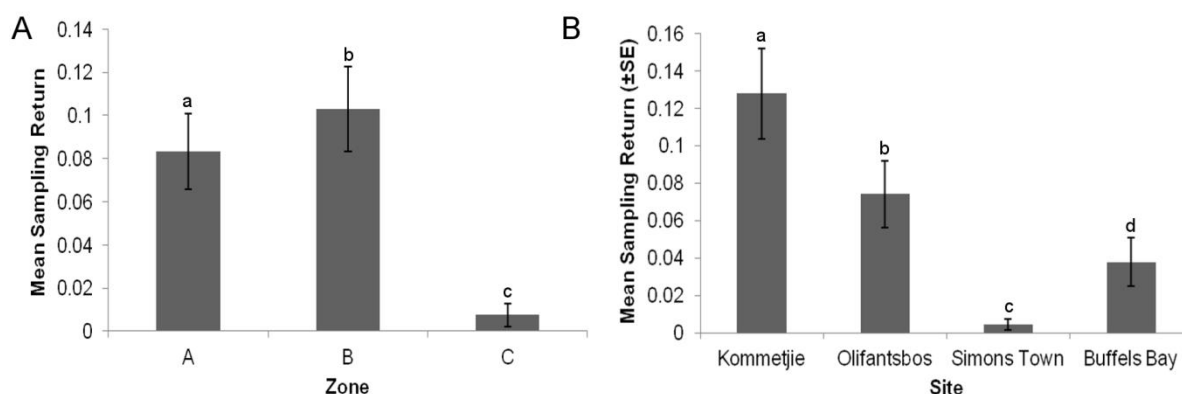 A
Mean Sampling Return
0.14
0.12
0.1
0.08
0.06
0.04
0.02
0
a
b
c
A
B
C
Zone
B
Mean Sampling Return (±SE)
0.16
0.14
0.12
0.1
0.08
0.06
0.04
0.02
0
a
b
c
d
Kommetjie
Olifantsbos
Simons Town
Buffels Bay
Site